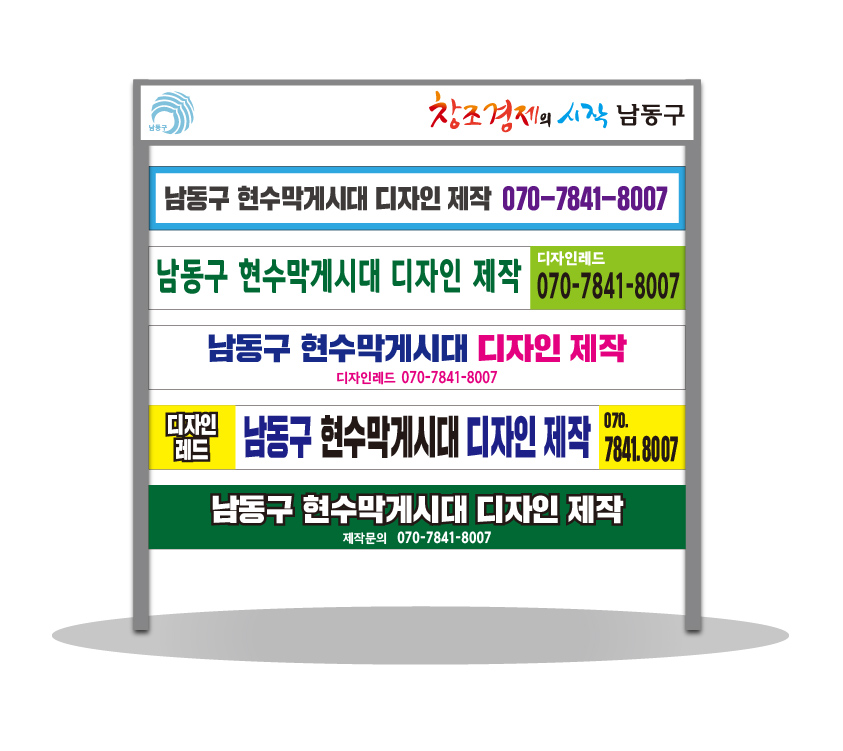 남동구
창조경제의 시작 남동구
남동구 현수막게시대 디자인 제작 070-7841-8007
남동구 현수막게시대 디자인 제작
디자인레드
070-7841-8007
남동구 현수막게시대 디자인 제작
디자인레드 070-7841-8007
디자인
레드
남동구 현수막게시대 디자인 제작
070.
7841.8007
남동구 현수막게시대 디자인 제작
제작문의 070-7841-8007